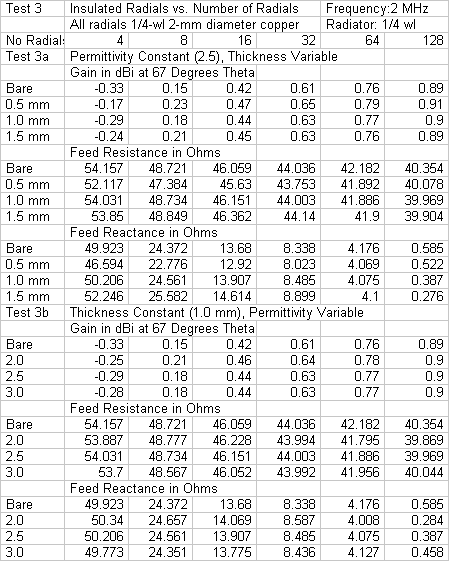 Test 3 Insulated Radials vs. Number of Radials Frequency:2 MHz
All radials 1/4-wl 2-mm diameter copper Radiator: 1/4 wl
No Radials 4 8 16 32 64 128
Test 3a Permittivity Constant (2.5), Thickness Variable
Gain in dBi at 67 Degrees Theta
Bare -0.33 0.15 0.42 0.61 0.76 0.89
0.5 mm -0.17 0.23 0.47 0.65 0.79 0.91
1.0 mm -0.29 0.18 0.44 0.63 0.77 0.9
1.5 mm -0.24 0.21 0.45 0.63 0.76 0.89
Feed Resistance in Ohms
Bare 54.157 48.721 46.059 44.036 42.182 40.354
0.5 mm 52.117 47.384 45.63 43.753 41.892 40.078
1.0 mm 54.031 48.734 46.151 44.003 41.886 39.969
1.5 mm 53.85 48.849 46.362 44.14 41.9 39.904
Feed Reactance in Ohms
Bare 49.923 24.372 13.68 8.338 4.176 0.585
0.5 mm 46.594 22.776 12.92 8.023 4.069 0.522
1.0 mm 50.206 24.561 13.907 8.485 4.075 0.387
1.5 mm 52.246 25.582 14.614 8.899 4.1 0.276
Test 3b Thickness Constant (1.0 mm), Permittivity Variable
Gain in dBi at 67 Degrees Theta
Bare -0.33 0.15 0.42 0.61 0.76 0.89
2.0 -0.25 0.21 0.46 0.64 0.78 0.9
2.5 -0.29 0.18 0.44 0.63 0.77 0.9
3.0 -0.28 0.18 0.44 0.63 0.77 0.9
Feed Resistance in Ohms
Bare 54.157 48.721 46.059 44.036 42.182 40.354
2.0 53.887 48.777 46.228 43.994 41.795 39.869
2.5 54.031 48.734 46.151 44.003 41.886 39.969
3.0 53.7 48.567 46.052 43.992 41.956 40.044
Feed Reactance in Ohms
Bare 49.923 24.372 13.68 8.338 4.176 0.585
2.0 50.34 24.657 14.069 8.587 4.008 0.284
2.5 50.206 24.561 13.907 8.485 4.075 0.387
3.0 49.773 24.351 13.775 8.436 4.127 0.458